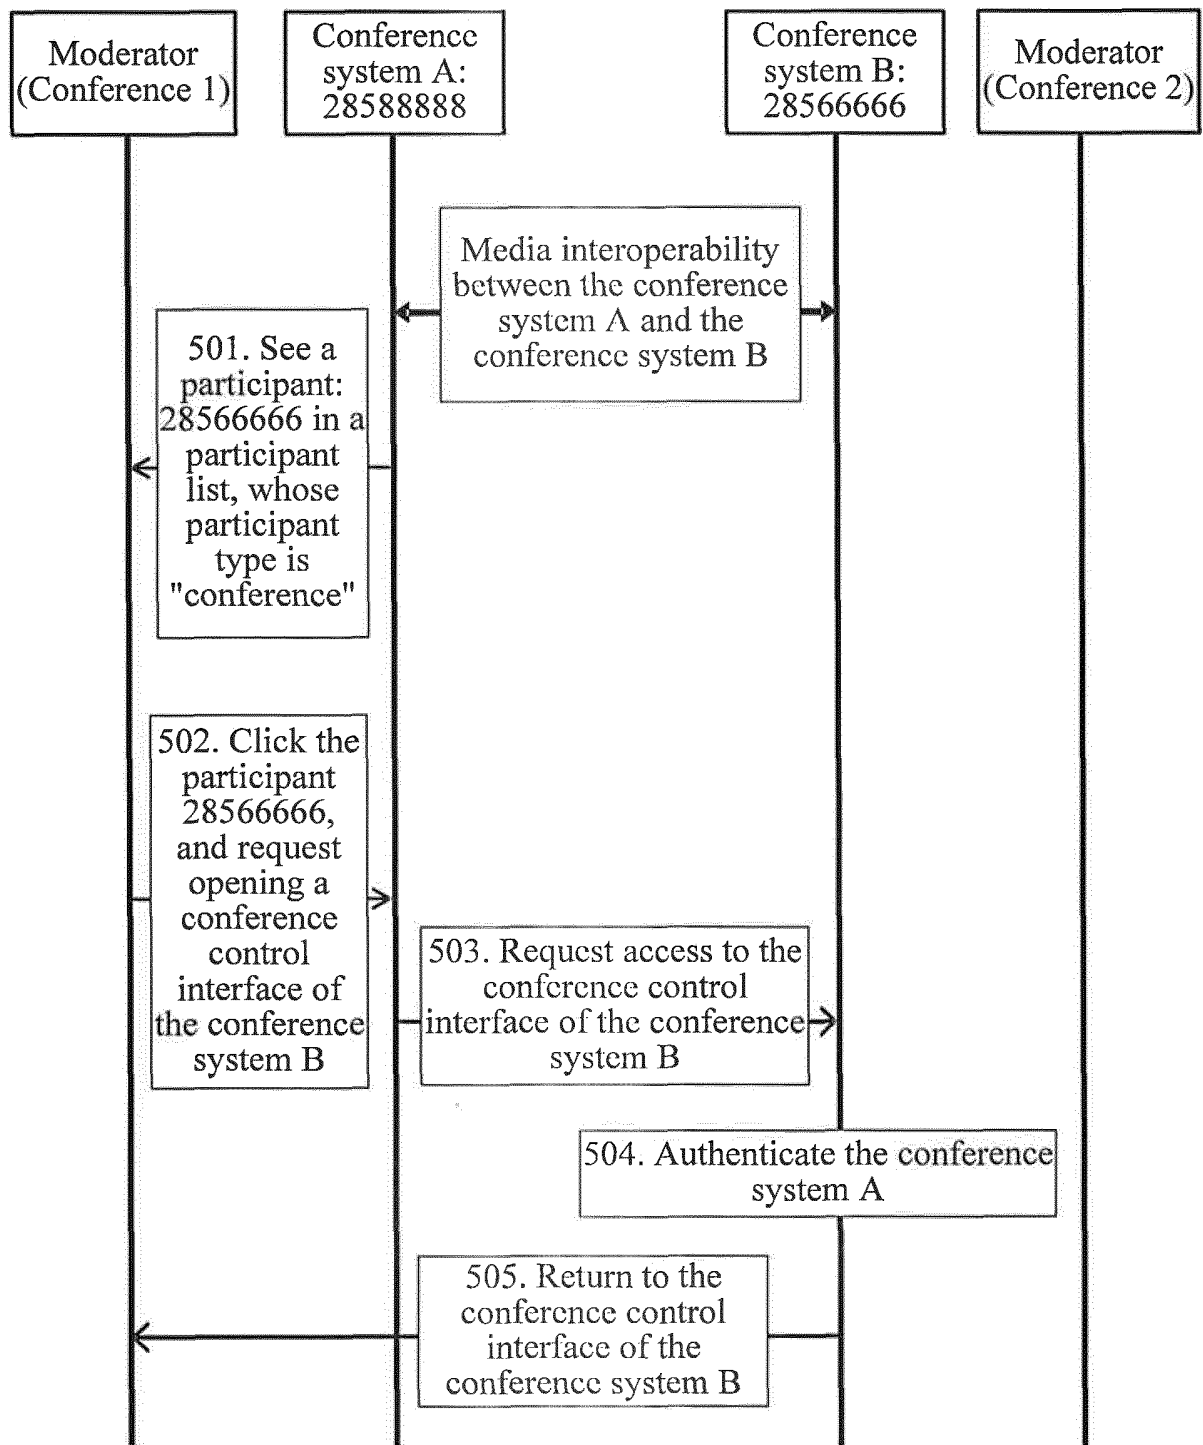 Moderator
(Conference 1)
Conference
system A:
28588888
Conference
system B:
28566666
Moderator
(Conference 2)
Media interoperability
between the conference
system A and the
conference system B
501. See a
participant:
28566666 in a
participant
list, whose
participant
type is
"conference"
502. Click the
participant
28566666,
and request
opening a
conference
control
interface of
the conference
system B
503. Request access to the
conference control
interface of the conference
system B
504. Authenticate the conference
system A
505. Return to the
conference control
interface of the
conference system B